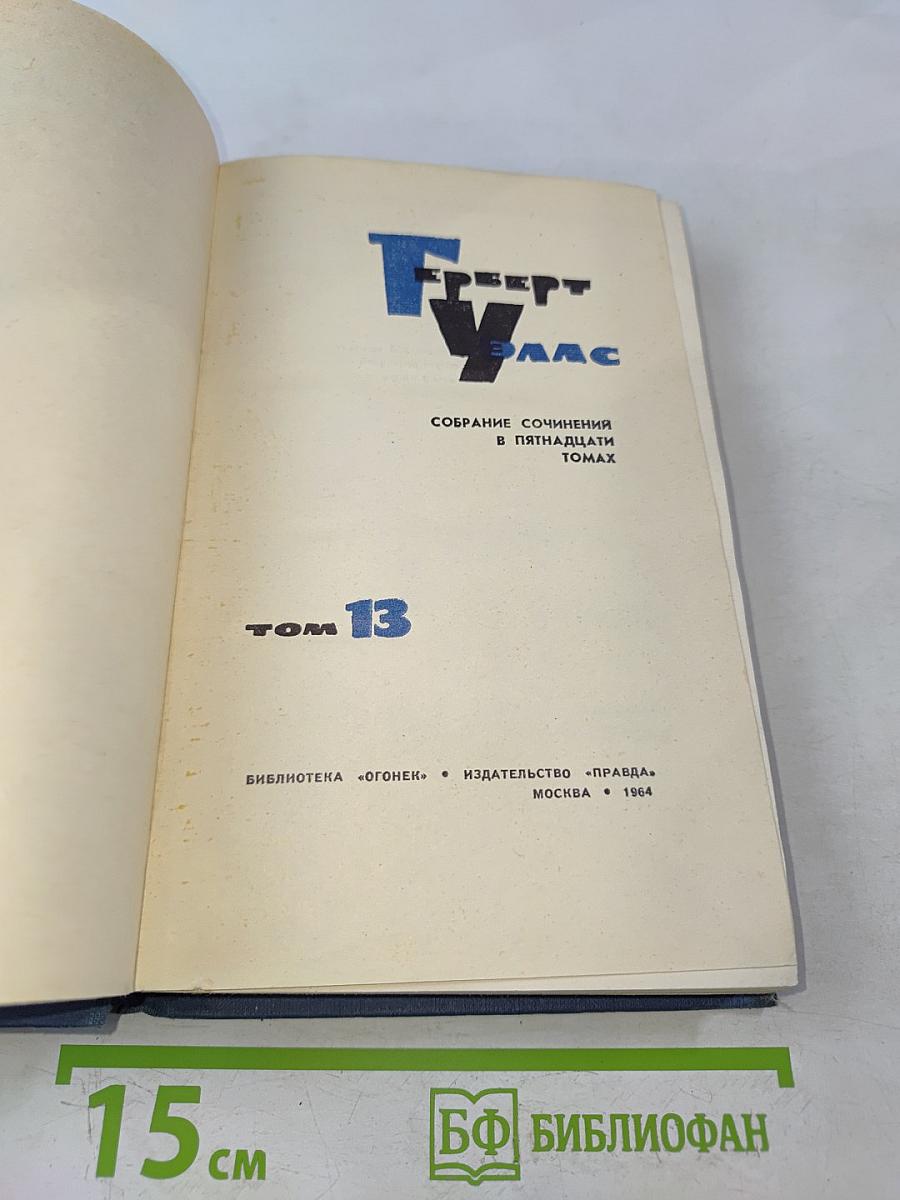 Герберт
Уэллс
СОБРАНИЕ СОЧИНЕНИЙ
В ПЯТНАДЦАТИ
ТОМАХ
ТОМ 13
БИБЛИОТЕКА «ОГОНЕК» • ИЗДАТЕЛЬСТВО «ПРАВДА»
МОСКВА • 1964
15 см
БФ БИБЛИОФАН